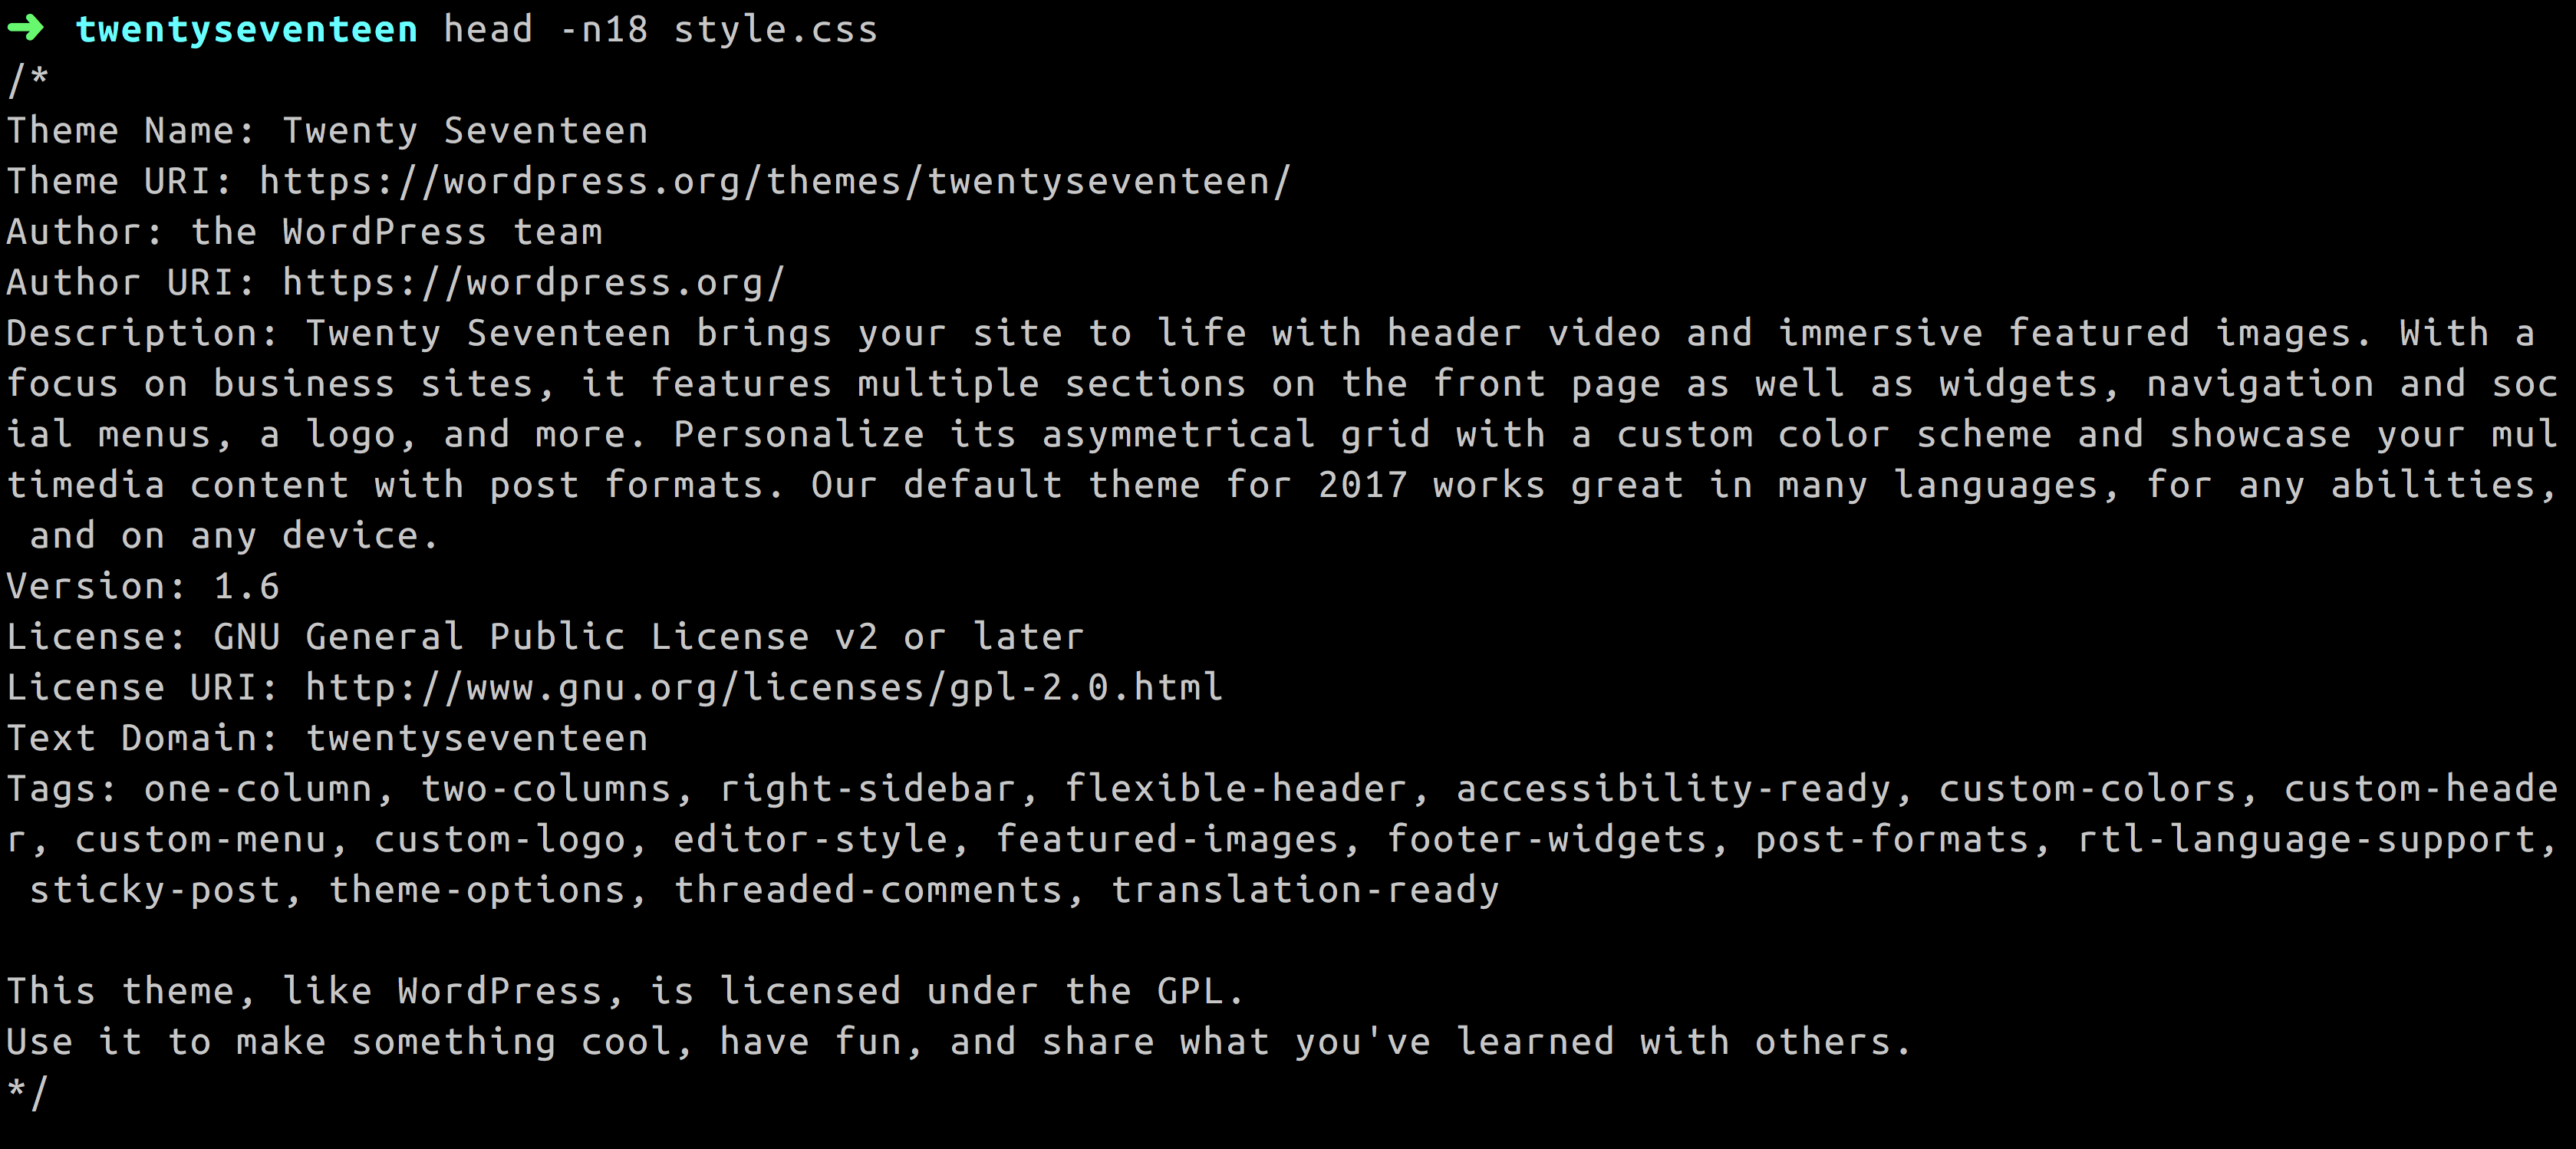 ➜ twentyseventeen head -n18 style.css
/*
Theme Name: Twenty Seventeen
Theme URI: https://wordpress.org/themes/twentyseventeen/
Author: the WordPress team
Author URI: https://wordpress.org/
Description: Twenty Seventeen brings your site to life with header video and immersive featured images. With a
focus on business sites, it features multiple sections on the front page as well as widgets, navigation and soc
ial menus, a logo, and more. Personalize its asymmetrical grid with a custom color scheme and showcase your mul
timedia content with post formats. Our default theme for 2017 works great in many languages, for any abilities,
 and on any device.
Version: 1.6
License: GNU General Public License v2 or later
License URI: http://www.gnu.org/licenses/gpl-2.0.html
Text Domain: twentyseventeen
Tags: one-column, two-columns, right-sidebar, flexible-header, accessibility-ready, custom-colors, custom-heade
r, custom-menu, custom-logo, editor-style, featured-images, footer-widgets, post-formats, rtl-language-support,
 sticky-post, theme-options, threaded-comments, translation-ready

This theme, like WordPress, is licensed under the GPL.
Use it to make something cool, have fun, and share what you've learned with others.
*/